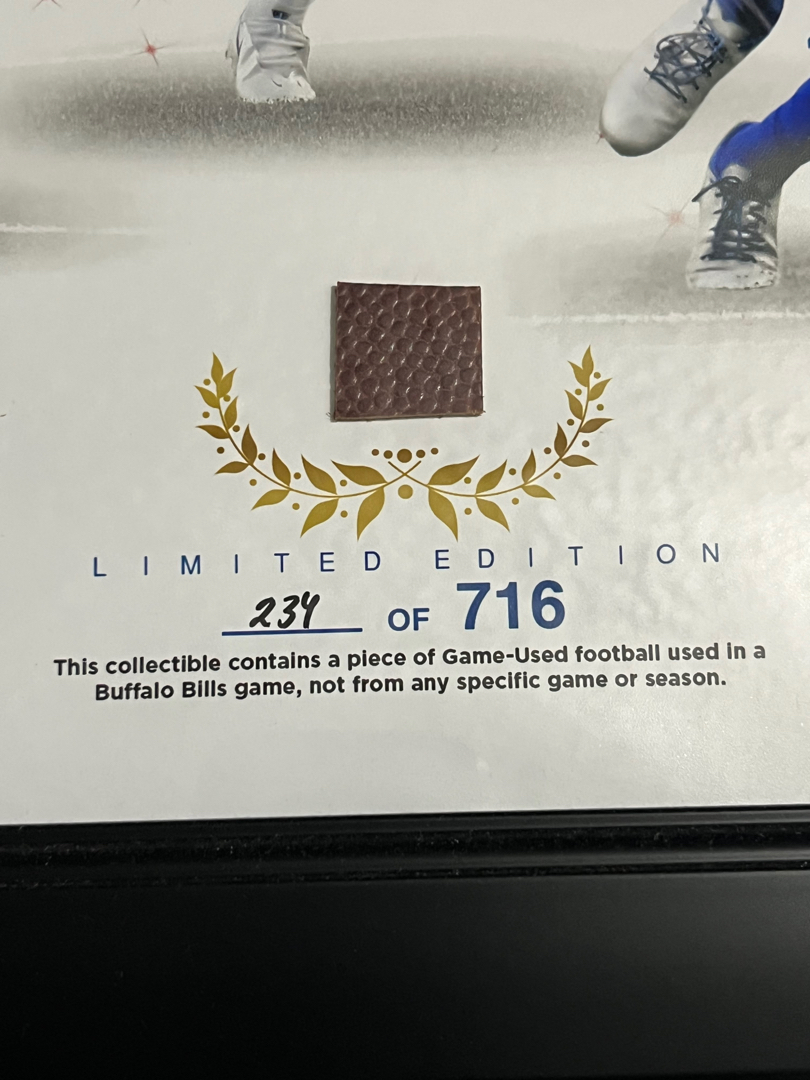 LIMITED EDITION
234 OF 716
This collectible contains a piece of Game-Used football used in a
Buffalo Bills game, not from any specific game or season.